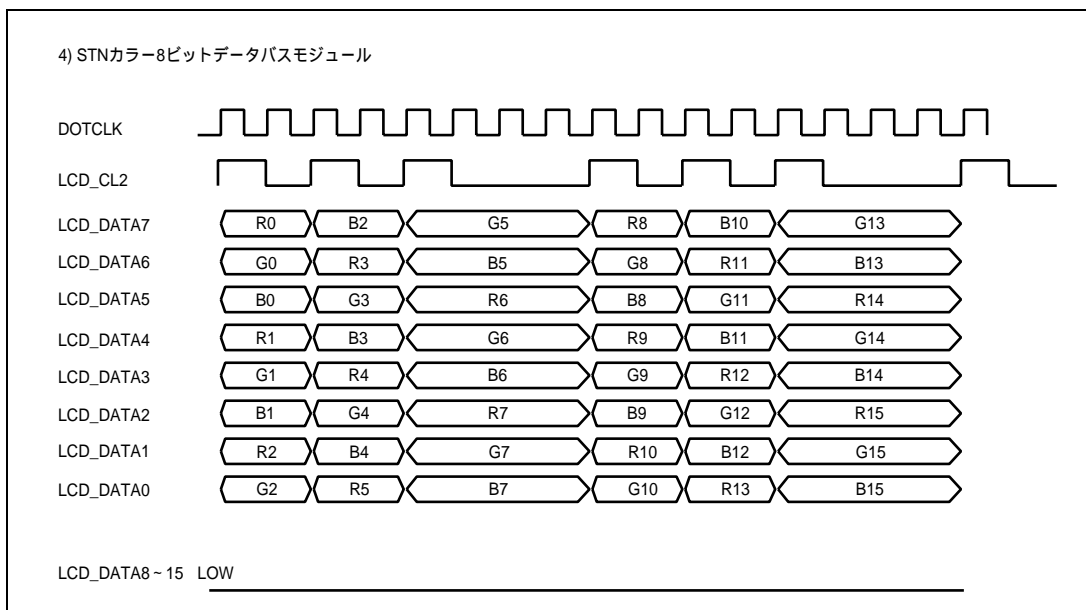 4) STNカラー8ビットデータバスモジュール
DOTCLK
LCD_CL2
LCD_DATA7 R0 B2 G5 R8 B10 G13
LCD_DATA6 G0 R3 B5 G8 R11 B13
LCD_DATA5 B0 G3 R6 B8 G11 R14
LCD_DATA4 R1 B3 G6 R9 B11 G14
LCD_DATA3 G1 R4 B6 G9 R12 B14
LCD_DATA2 B1 G4 R7 B9 G12 R15
LCD_DATA1 R2 B4 G7 R10 B12 G15
LCD_DATA0 G2 R5 B7 G10 R13 B15
LCD_DATA8~15 LOW